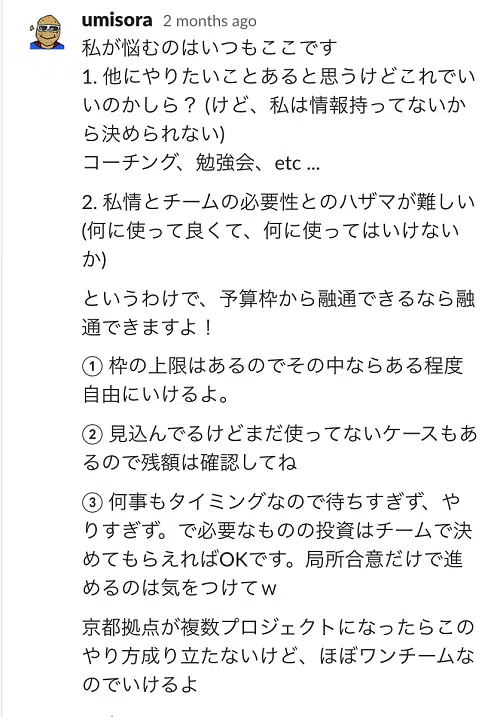 umisora 2 months ago
私が悩むのはいつもここです
1. 他にやりたいことあると思うけどこれでい
いのかしら？ (けど、私は情報持ってないか
ら決められない)
コーチング、勉強会、etc ...
2. 私情とチームの必要性とのハザマが難しい
(何に使って良くて、何に使ってはいけない
か)
というわけで、予算枠から融通できるなら融
通できますよ！
① 枠の上限はあるのでその中ならある程度
自由にいけるよ。
② 見込んでるけどまだ使ってないケースもあ
るので残額は確認してね
③ 何事もタイミングなので待ちすぎず、や
りすぎず。で必要なものの投資はチームで決
めてもらえればOKです。局所合意だけで進
めるのは気をつけてｗ
京都拠点が複数プロジェクトになったらこの
やり方成り立たないけど、ほぼワンチームな
のでいけるよ